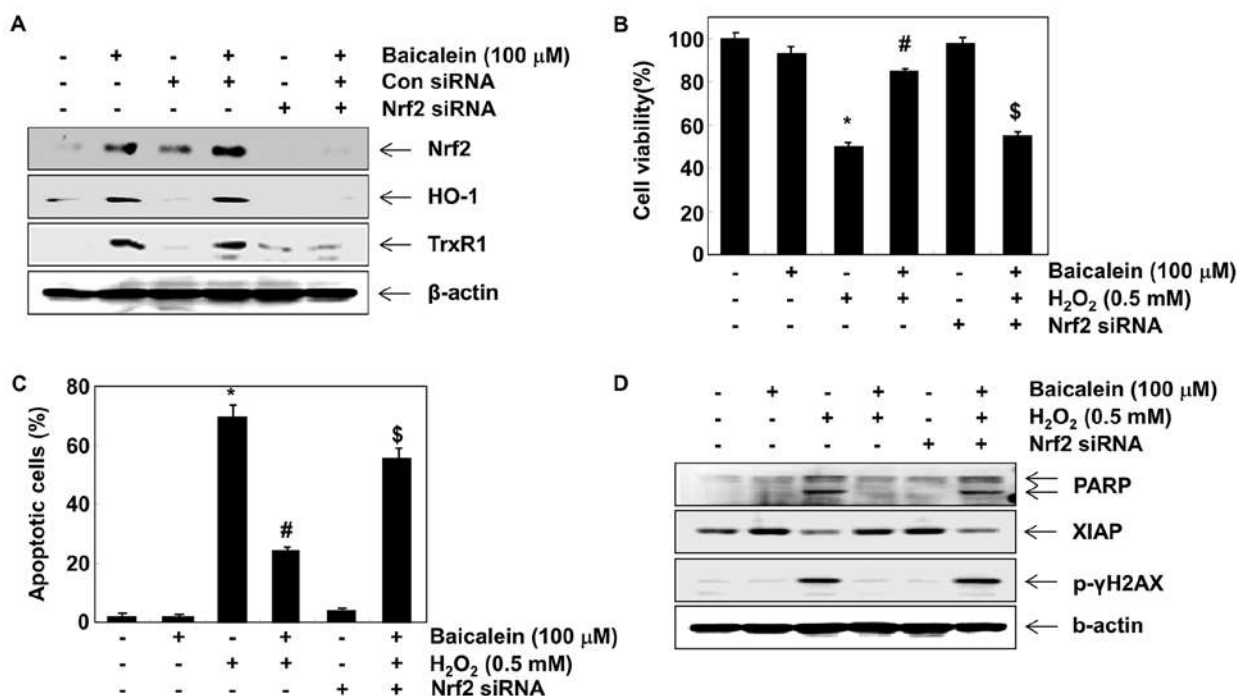 A
- + - + - + Baicalein (100 μM)
- - + + - + Con siRNA
- - - - + + Nrf2 siRNA
Nrf2
HO-1
TrxR1
β-actin
B
Cell viability(%)
100
80
60
40
20
0
*
#
$
- + - + - + Baicalein (100 μM)
- - + + - + H₂O₂ (0.5 mM)
- - - - + + Nrf2 siRNA
C
Apoptotic cells (%)
80
60
40
20
0
*
#
$
- + - + - + Baicalein (100 μM)
- - + + - + H₂O₂ (0.5 mM)
- - - - + + Nrf2 siRNA
D
- + - + - + Baicalein (100 μM)
- - + + - + H₂O₂ (0.5 mM)
- - - - + + Nrf2 siRNA
PARP
XIAP
p-γH2AX
b-actin